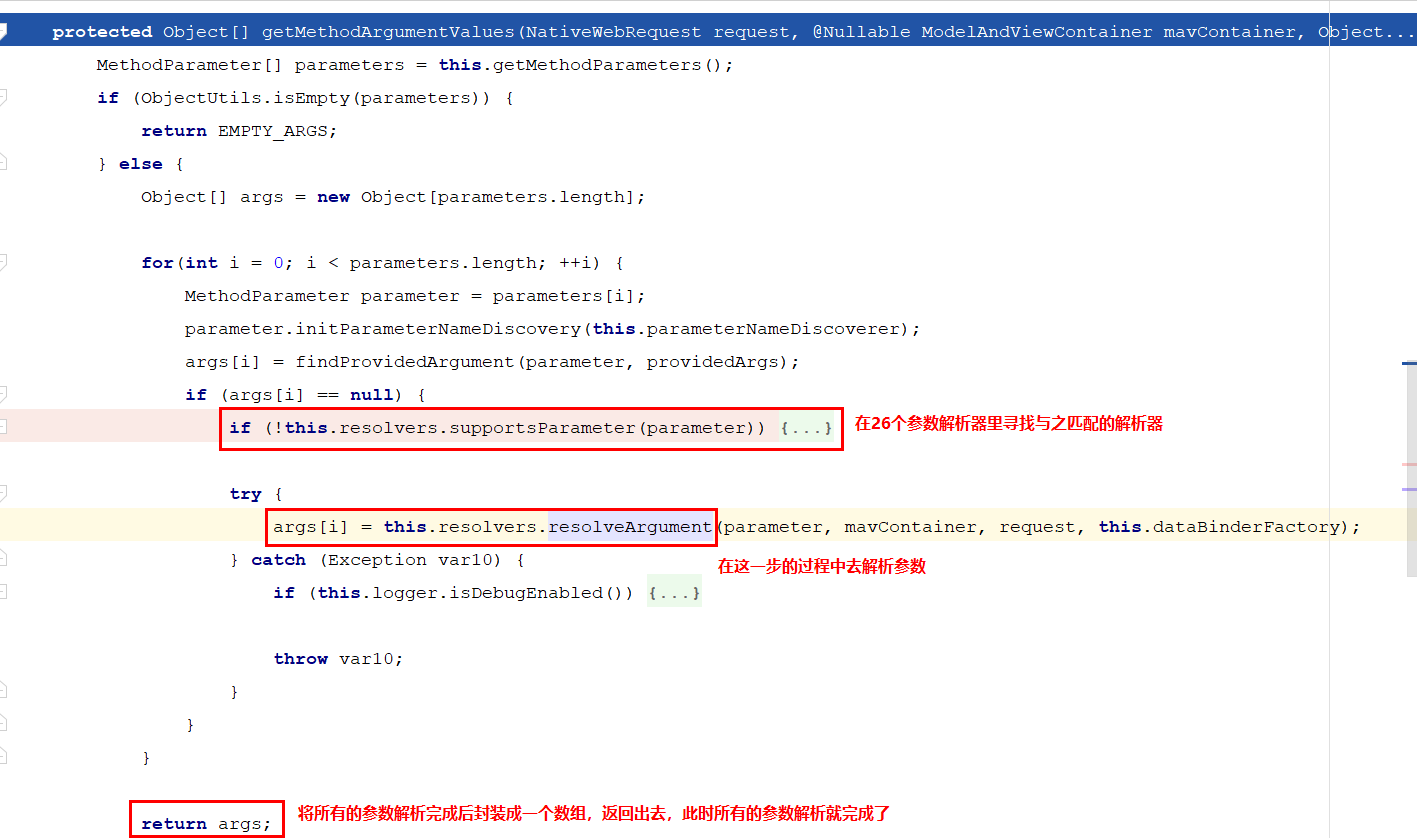 protected Object[] getMethodArgumentValues(NativeWebRequest request, @Nullable ModelAndViewContainer mavContainer, Object...
MethodParameter[] parameters = this.getMethodParameters();
if (ObjectUtils.isEmpty(parameters)) {
return EMPTY_ARGS;
} else {
Object[] args = new Object[parameters.length];
for(int i = 0; i < parameters.length; ++i) {
MethodParameter parameter = parameters[i];
parameter.initParameterNameDiscovery(this.parameterNameDiscoverer);
args[i] = findProvidedArgument(parameter, providedArgs);
if (args[i] == null) {
if (!this.resolvers.supportsParameter(parameter)) {...} 在26个参数解析器里寻找与之匹配的解析器
try {
args[i] = this.resolvers.resolveArgument(parameter, mavContainer, request, this.dataBinderFactory);
} catch (Exception var10) {
在这一步的过程中去解析参数
if (this.logger.isDebugEnabled()) {...}
throw var10;
}
}
}
return args; 将所有的参数解析完成后封装成一个数组，返回出去，此时所有的参数解析就完成了